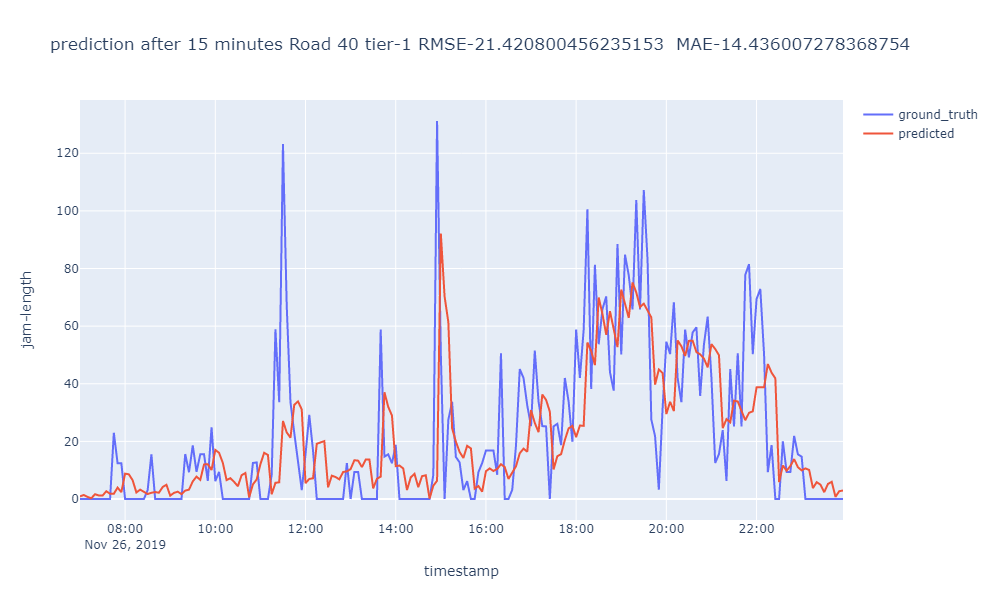 prediction after 15 minutes Road 40 tier-1 RMSE-21.420800456235153  MAE-14.436007278368754
ground_truth
predicted
jam-length
120
100
80
60
40
20
0
08:00 10:00 12:00 14:00 16:00 18:00 20:00 22:00
Nov 26, 2019
timestamp